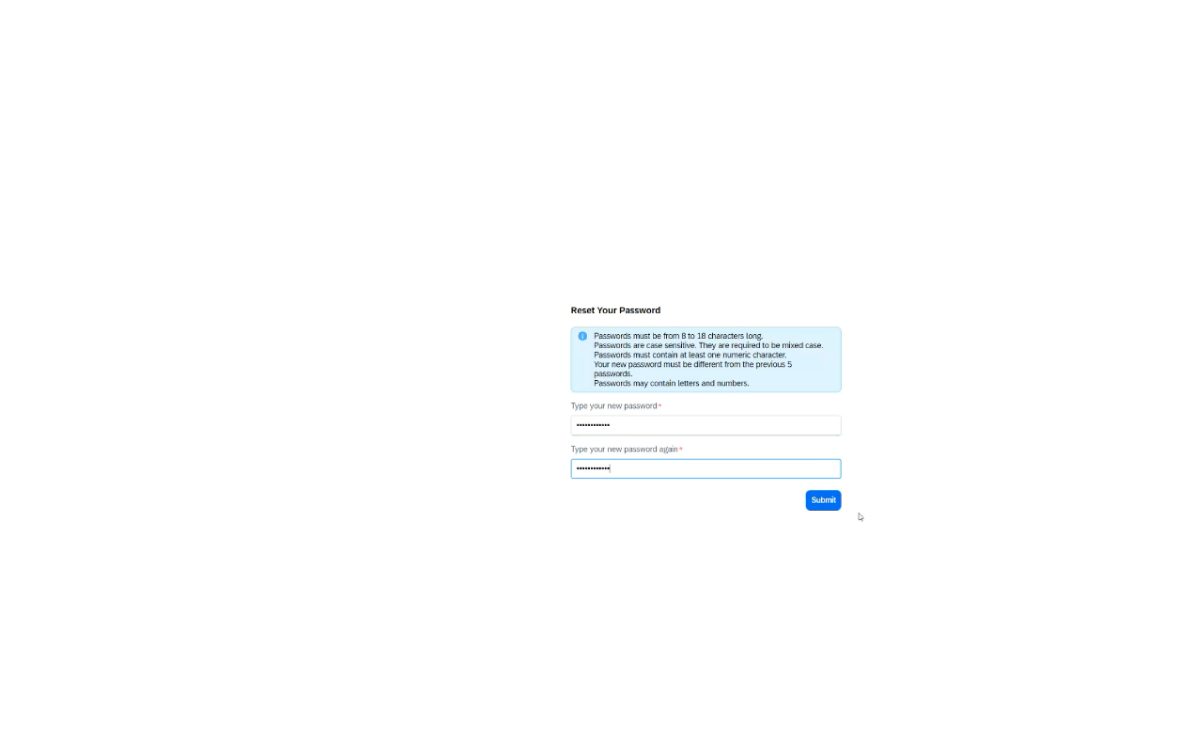 Reset Your Password
Passwords must be from 8 to 18 characters long.
Passwords are case sensitive. They are required to be mixed case.
Passwords must contain at least one numeric character.
Your new password must be different from the previous 5
passwords.
Passwords may contain letters and numbers.
Type your new password*
••••••••••••
Type your new password again*
••••••••••••
Submit